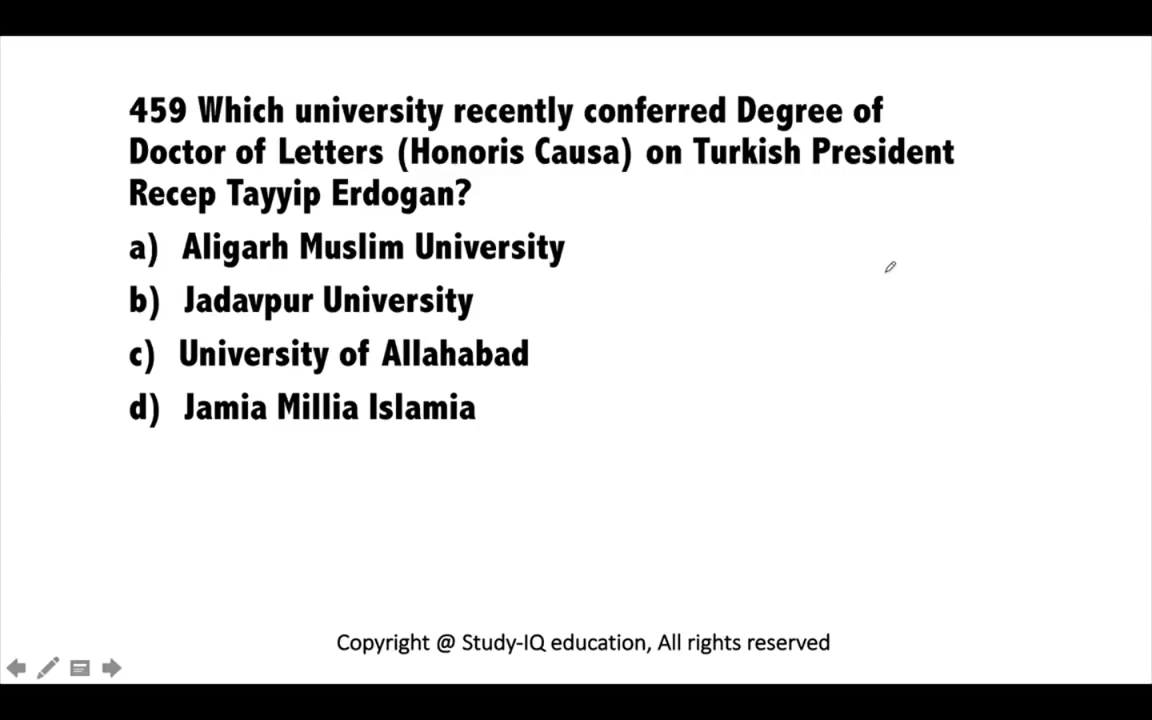 459 Which university recently conferred Degree of
Doctor of Letters (Honoris Causa) on Turkish President
Recep Tayyip Erdogan?
a) Aligarh Muslim University
b) Jadavpur University
c) University of Allahabad
d) Jamia Millia Islamia
Copyright @ Study-IQ education, All rights reserved